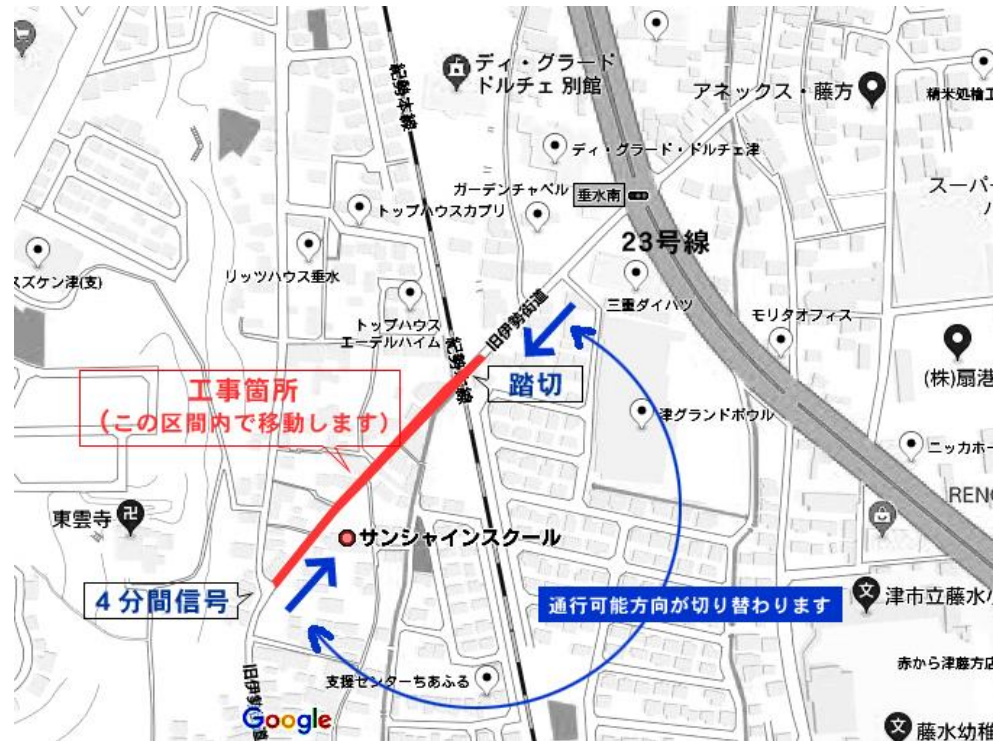 紀勢本線
ディ・グラード
ドルチェ 別館
アネックス・藤方
精米処輪工
ディ・グラード・ドルチェ津
ガーデンチャペル
垂水南
スーパー
トップハウスカプリ
23号線
リッツハウス垂水
スズケン津(支)
三重ダイハツ
モリタオフィス
トップハウス
エーデルハイム
旧伊勢街道
紀勢本線
踏切
(株)扇港
工事箇所
(この区間内で移動します)
津グランドボウル
ニッカホー
RENO
東雲寺
サンシャインスクール
4分間信号
通行可能方向が切り替わります
津市立藤水小
赤から津藤方店
支援センターちあふる
旧伊勢
Google
藤水幼稚